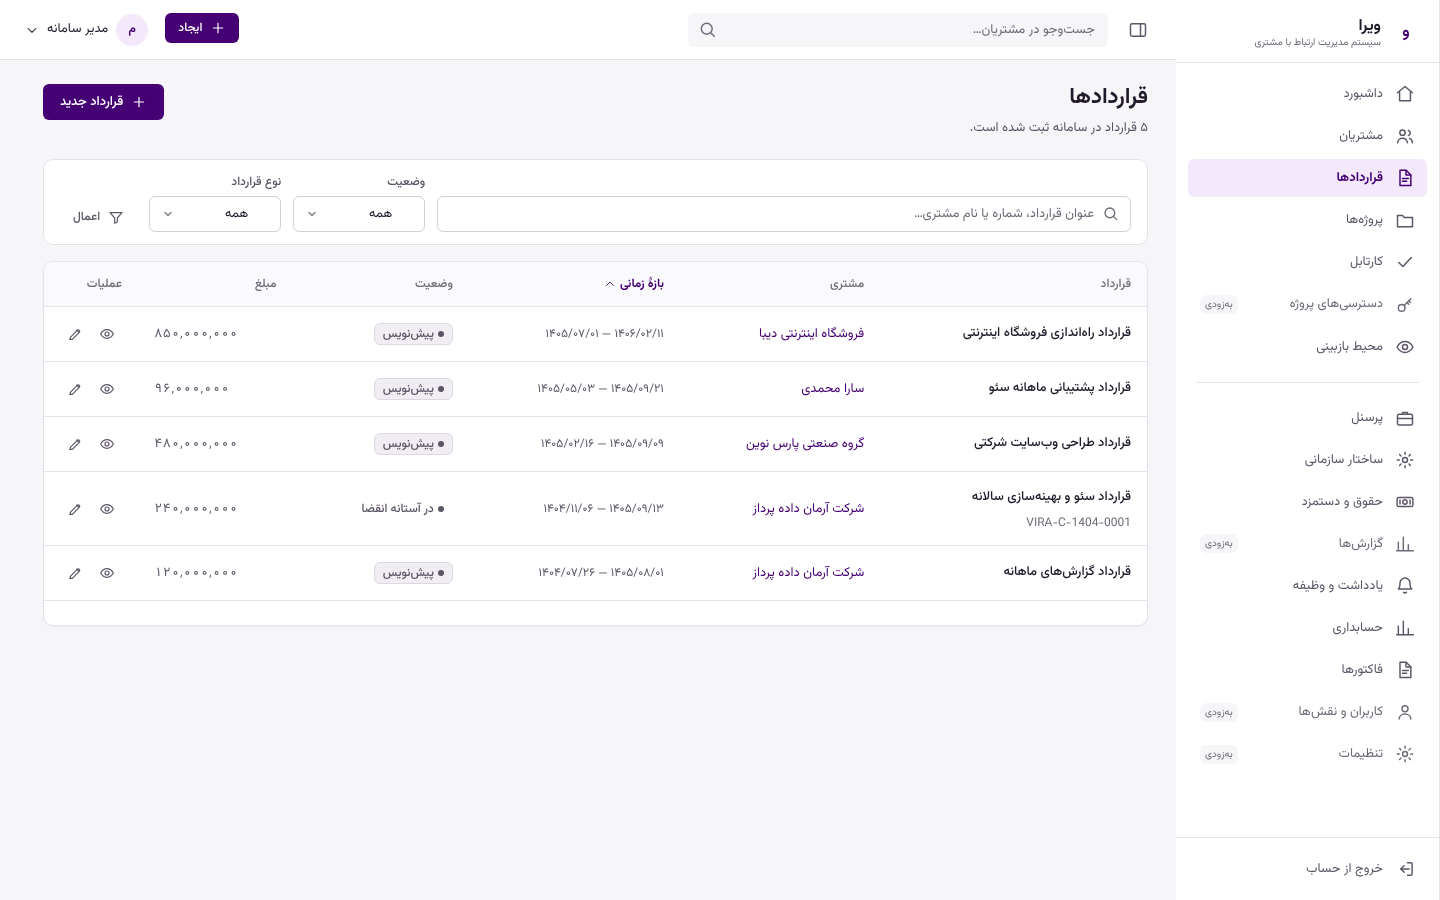 و
ویرا
سیستم مدیریت ارتباط با مشتری
جست‌وجو در مشتریان...
ایجاد
م
مدیر سامانه
داشبورد
مشتریان
قراردادها
پروژه‌ها
کارتابل
دسترسی‌های پروژه
به‌زودی
محیط بازبینی
پرسنل
ساختار سازمانی
حقوق و دستمزد
گزارش‌ها
به‌زودی
یادداشت و وظیفه
حسابداری
فاکتورها
کاربران و نقش‌ها
به‌زودی
تنظیمات
به‌زودی
خروج از حساب
قراردادها
۵ قرارداد در سامانه ثبت شده است.
قرارداد جدید
وضعیت
نوع قرارداد
عنوان قرارداد، شماره یا نام مشتری...
همه
همه
اعمال
قرارداد مشتری بازهٔ زمانی وضعیت مبلغ عملیات
قرارداد راه‌اندازی فروشگاه اینترنتی فروشگاه اینترنتی دیبا ۱۴۰۶/۰۲/۱۱ — ۱۴۰۵/۰۷/۰۱ پیش‌نویس ۸۵۰,۰۰۰,۰۰۰
قرارداد پشتیبانی ماهانه سئو سارا محمدی ۱۴۰۵/۰۹/۲۱ — ۱۴۰۵/۰۵/۰۳ پیش‌نویس ۹۶,۰۰۰,۰۰۰
قرارداد طراحی وب‌سایت شرکتی گروه صنعتی پارس نوین ۱۴۰۵/۰۹/۰۹ — ۱۴۰۵/۰۲/۱۶ پیش‌نویس ۴۸۰,۰۰۰,۰۰۰
قرارداد سئو و بهینه‌سازی سالانه شرکت آرمان داده پرداز ۱۴۰۵/۰۹/۱۳ — ۱۴۰۴/۱۱/۰۶ در آستانه انقضا ۲۴۰,۰۰۰,۰۰۰
VIRA-C-1404-0001
قرارداد گزارش‌های ماهانه شرکت آرمان داده پرداز ۱۴۰۵/۰۸/۰۱ — ۱۴۰۴/۰۷/۲۶ پیش‌نویس ۱۲۰,۰۰۰,۰۰۰